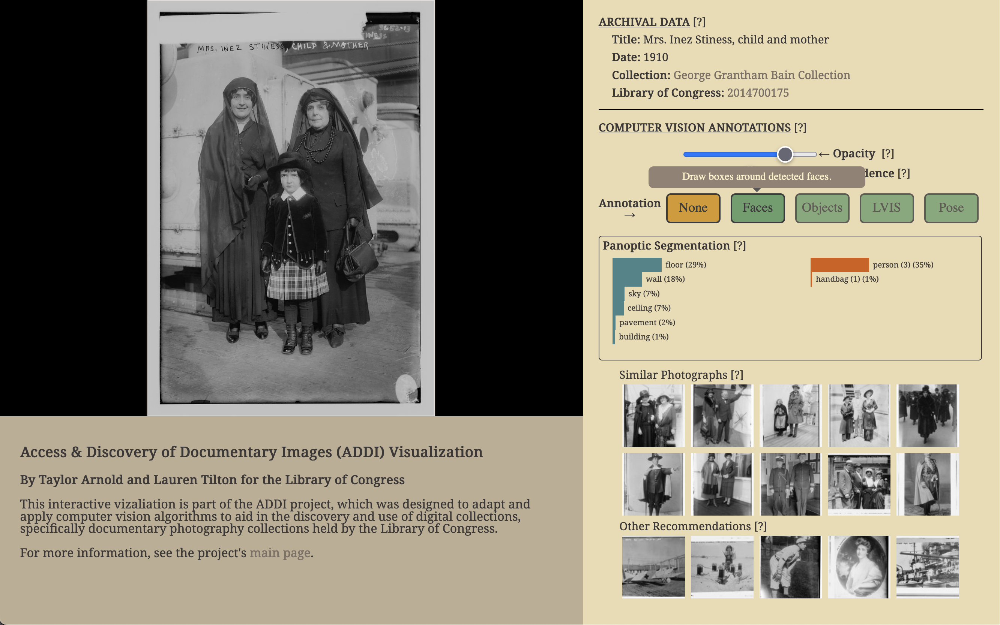 3652-13
TINESS
MRS. INEZ STINESS, CHILD & MOTHER
Access & Discovery of Documentary Images (ADDI) Visualization
By Taylor Arnold and Lauren Tilton for the Library of Congress
This interactive vizaliation is part of the ADDI project, which was designed to adapt and
apply computer vision algorithms to aid in the discovery and use of digital collections,
specifically documentary photography collections held by the Library of Congress.
For more information, see the project's main page.
ARCHIVAL DATA [?]
Title: Mrs. Inez Stiness, child and mother
Date: 1910
Collection: George Grantham Bain Collection
Library of Congress: 2014700175
COMPUTER VISION ANNOTATIONS [?]
← Opacity [?]
Draw boxes around detected faces.
dence [?]
Annotation → None Faces Objects LVIS Pose
Panoptic Segmentation [?]
floor (29%)
wall (18%)
sky (7%)
ceiling (7%)
pavement (2%)
building (1%)
person (3) (35%)
handbag (1) (1%)
Similar Photographs [?]
Other Recommendations [?]